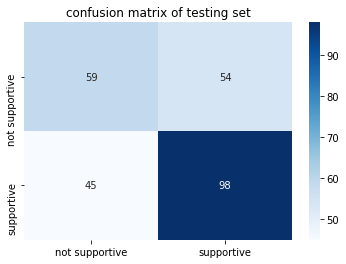 confusion matrix of testing set
not supportive
59
54
supportive
45
98
not supportive
supportive
90
80
70
60
50